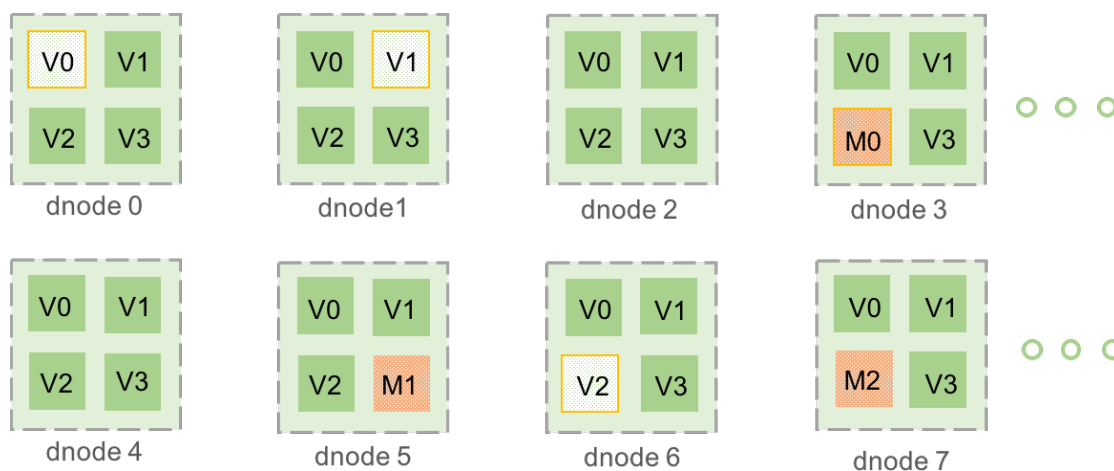 V0 V1 V0 V1 V0 V1 V0 V1
V2 V3 V2 V3 V2 V3 M0 V3
dnode 0 dnode1 dnode 2 dnode 3
V0 V1 V0 V1 V0 V1 V0 V1
V2 V3 V2 M1 V2 V3 M2 V3
dnode 4 dnode 5 dnode 6 dnode 7